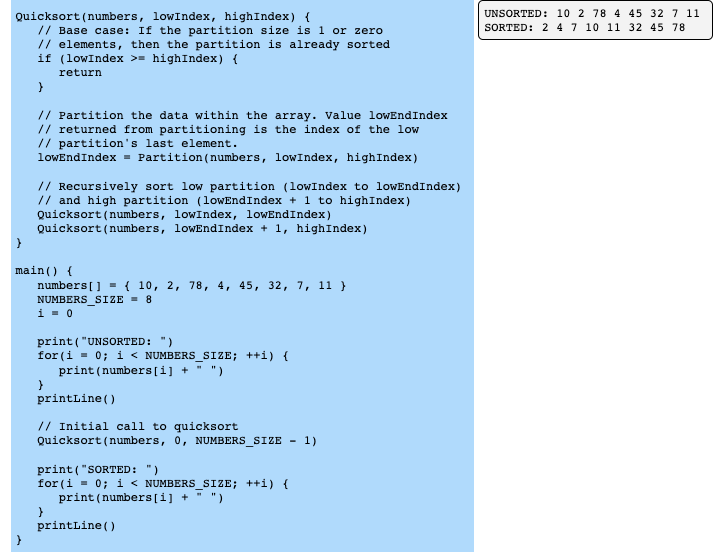 Quicksort(numbers, lowIndex, highIndex) {
   // Base case: If the partition size is 1 or zero
   // elements, then the partition is already sorted
   if (lowIndex >= highIndex) {
      return
   }

   // Partition the data within the array. Value lowEndIndex
   // returned from partitioning is the index of the low
   // partition's last element.
   lowEndIndex = Partition(numbers, lowIndex, highIndex)

   // Recursively sort low partition (lowIndex to lowEndIndex)
   // and high partition (lowEndIndex + 1 to highIndex)
   Quicksort(numbers, lowIndex, lowEndIndex)
   Quicksort(numbers, lowEndIndex + 1, highIndex)
}

main() {
   numbers[] = { 10, 2, 78, 4, 45, 32, 7, 11 }
   NUMBERS_SIZE = 8
   i = 0

   print("UNSORTED: ")
   for(i = 0; i < NUMBERS_SIZE; ++i) {
      print(numbers[i] + " ")
   }
   printLine()

   // Initial call to quicksort
   Quicksort(numbers, 0, NUMBERS_SIZE - 1)

   print("SORTED: ")
   for(i = 0; i < NUMBERS_SIZE; ++i) {
      print(numbers[i] + " ")
   }
   printLine()
}
UNSORTED: 10 2 78 4 45 32 7 11
SORTED: 2 4 7 10 11 32 45 78